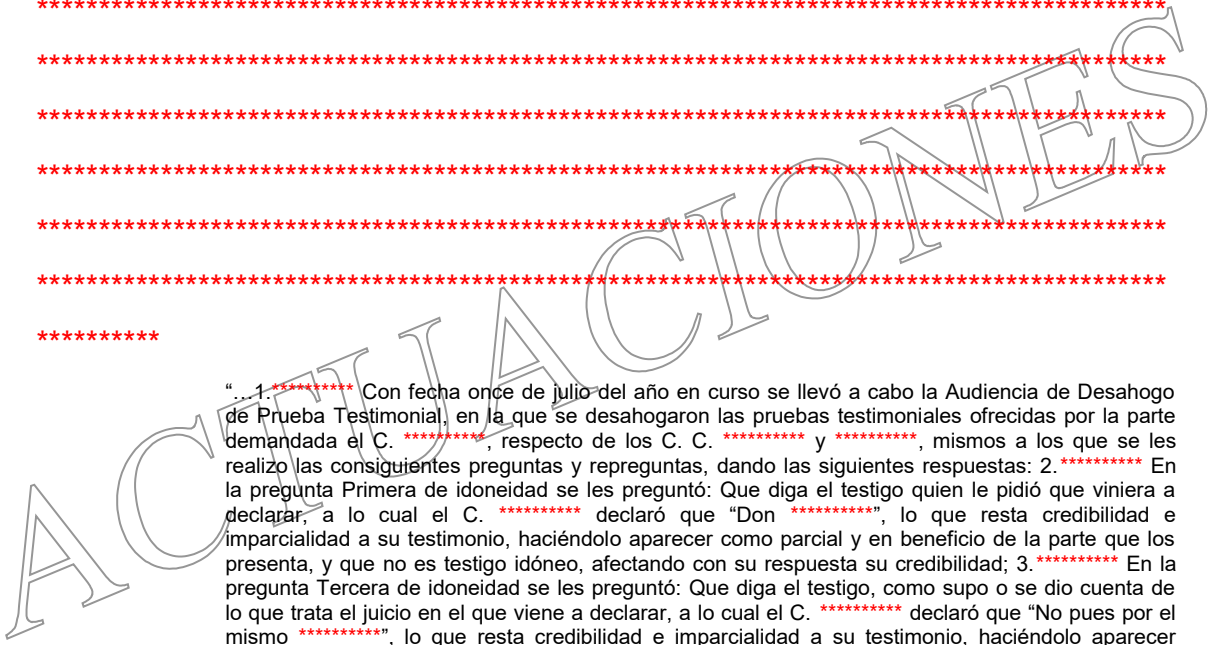 *******************************************************************************************
*******************************************************************************************
*******************************************************************************************
*******************************************************************************************
*******************************************************************************************
*******************************************************************************************
**********
“…1.********** Con fecha once de julio del año en curso se llevó a cabo la Audiencia de Desahogo
de Prueba Testimonial, en la que se desahogaron las pruebas testimoniales ofrecidas por la parte
demandada el C. **********, respecto de los C. C. ********** y **********, mismos a los que se les
realizo las consiguientes preguntas y repreguntas, dando las siguientes respuestas: 2.********** En
la pregunta Primera de idoneidad se les preguntó: Que diga el testigo quien le pidió que viniera a
declarar, a lo cual el C. ********** declaró que “Don **********”, lo que resta credibilidad e
imparcialidad a su testimonio, haciéndolo aparecer como parcial y en beneficio de la parte que los
presenta, y que no es testigo idóneo, afectando con su respuesta su credibilidad; 3.********** En la
pregunta Tercera de idoneidad se les preguntó: Que diga el testigo, como supo o se dio cuenta de
lo que trata el juicio en el que viene a declarar, a lo cual el C. ********** declaró que “No pues por el
mismo **********”, lo que resta credibilidad e imparcialidad a su testimonio, haciéndolo aparecer
ACTUACIONES